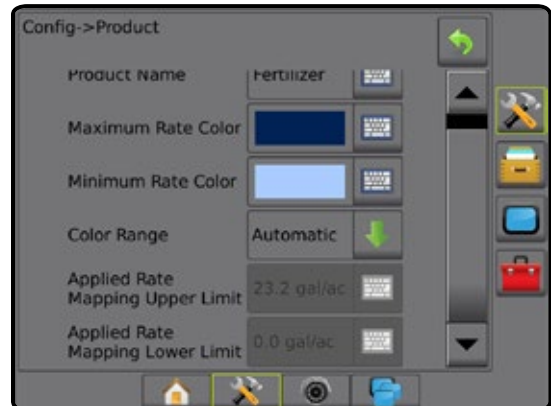 Config->Product
Product Name Fertilizer
Maximum Rate Color
Minimum Rate Color
Color Range Automatic
Applied Rate
Mapping Upper Limit 23.2 gal/ac
Applied Rate
Mapping Lower Limit 0.0 gal/ac